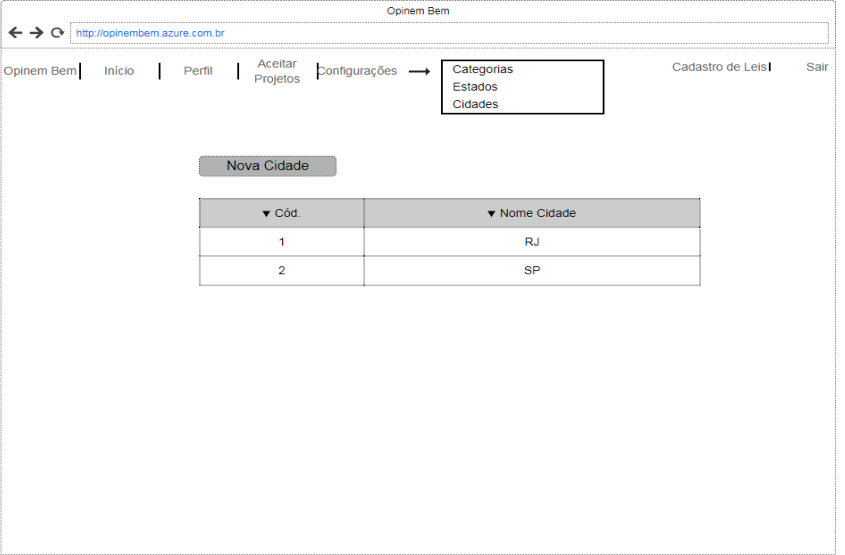 Opinem Bem
http://opinembem.azure.com.br
Opinem Bem
Início
Perfil
Aceitar
Projetos
Configurações
Categorias
Estados
Cidades
Cadastro de Leis
Sair
Nova Cidade
▼ Cód. ▼ Nome Cidade
1 RJ
2 SP